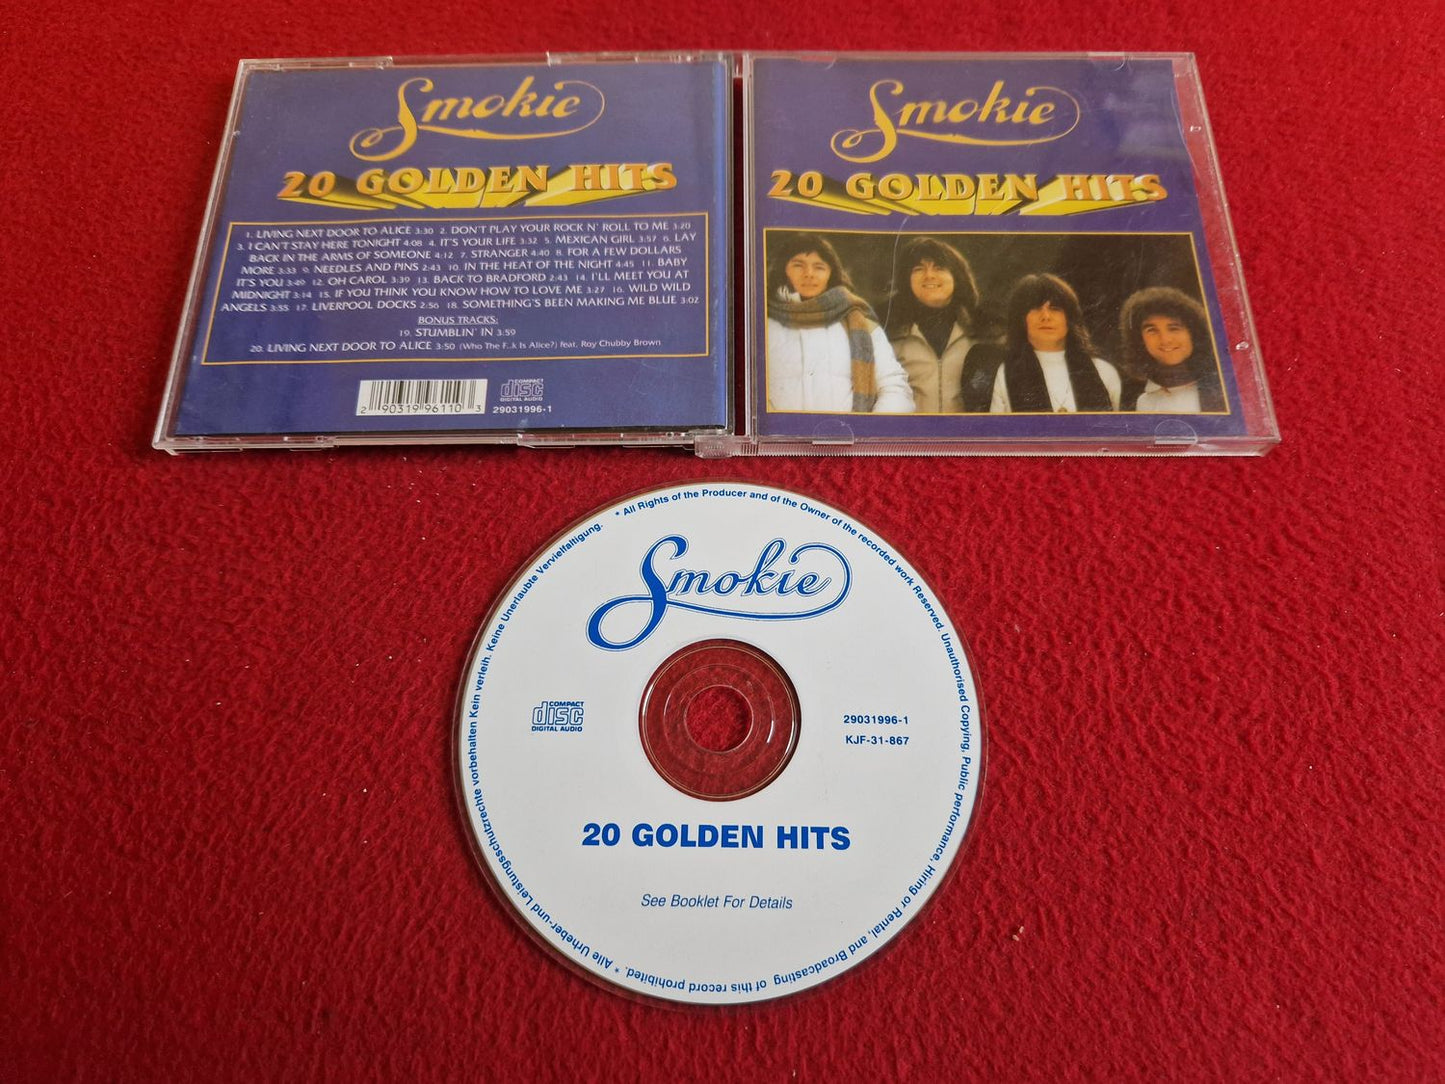 Smokie
20 GOLDEN HITS
1. LIVING NEXT DOOR TO ALICE 3:30 2. DON'T PLAY YOUR ROCK N' ROLL TO ME 3:20
3. I CAN'T STAY HERE TONIGHT 4:08 4. IT'S YOUR LIFE 3:32 5. MEXICAN GIRL 3:57 6. LAY
BACK IN THE ARMS OF SOMEONE 4:12 7. STRANGER 4:40 8. FOR A FEW DOLLARS
MORE 3:33 9. NEEDLES AND PINS 2:43 10. IN THE HEAT OF THE NIGHT 4:45 11. BABY
IT'S YOU 3:49 12. OH CAROL 3:39 13. BACK TO BRADFORD 2:43 14. I'LL MEET YOU AT
MIDNIGHT 3:14 15. IF YOU THINK YOU KNOW HOW TO LOVE ME 3:27 16. WILD WILD
ANGELS 3:55 17. LIVERPOOL DOCKS 2:56 18. SOMETHING'S BEEN MAKING ME BLUE 3:02
BONUS TRACKS:
19. STUMBLIN' IN 3:59
20. LIVING NEXT DOOR TO ALICE 3:50 (Who The F..k Is Alice?) feat. Roy Chubby Brown
2 90319 96110 3
COMPACT
disc
DIGITAL AUDIO
29031996-1
Smokie
20 GOLDEN HITS
* All Rights of the Producer and of the Owner of the recorded work Reserved. Unauthorised Copying, Public performance, Hiring or Rental, and Broadcasting of this record prohibited. * Alle Urheber-und Leistungsschutzrechte vorbehalten Kein verleih. Keine Unerlaubte Vervielfaltigung.
Smokie
COMPACT
disc
DIGITAL AUDIO
29031996-1
KJF-31-867
20 GOLDEN HITS
See Booklet For Details